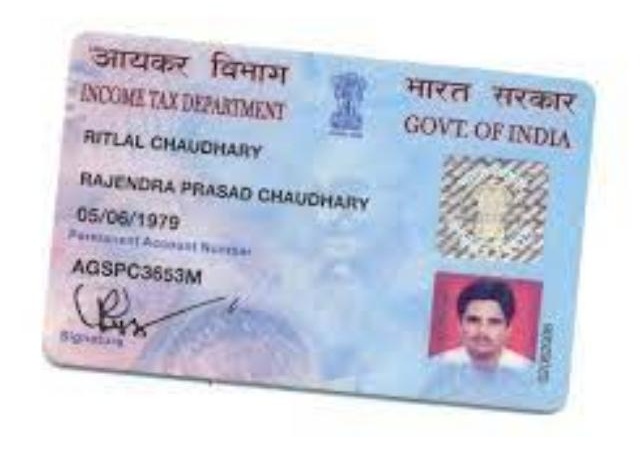 आयकर विभाग
INCOME TAX DEPARTMENT
भारत सरकार
GOVT. OF INDIA
RITLAL CHAUDHARY
RAJENDRA PRASAD CHAUDHARY
05/06/1979
Permanent Account Number
AGSPC3653M
Signature